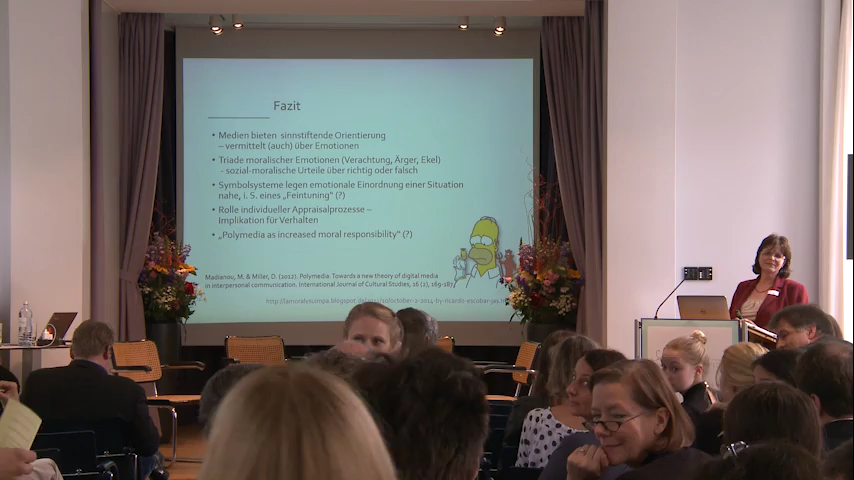 Fazit
• Medien bieten sinnstiftende Orientierung
– vermittelt (auch) über Emotionen
• Triade moralischer Emotionen (Verachtung, Ärger, Ekel)
- sozial-moralische Urteile über richtig oder falsch
• Symbolsysteme legen emotionale Einordnung einer Situation
nahe, i. S. eines „Feintuning“ (?)
• Rolle individueller Appraisalprozesse –
Implikation für Verhalten
• „Polymedia as increased moral responsibility“ (?)
Madianou, M. & Miller, D. (2012). Polymedia: Towards a new theory of digital media
in interpersonal communication. International Journal of Cultural Studies, 16 (2), 169-187